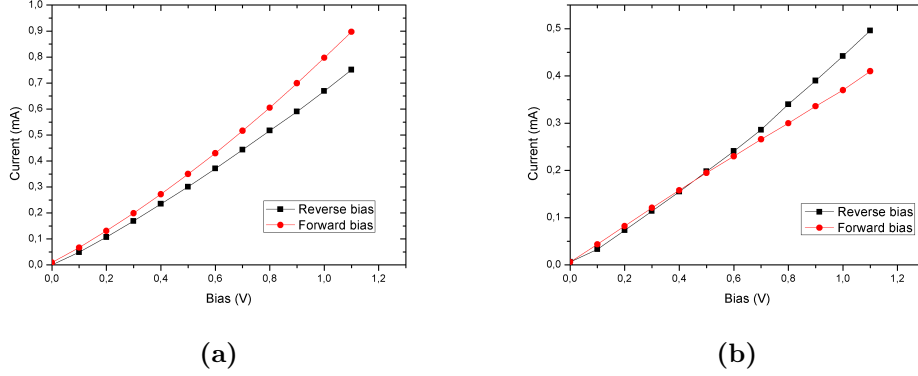 1,0
0,9
0,8
0,7
0,6
0,5
0,4
0,3
0,2
0,1
0,0
Current (mA)
Reverse bias
Forward bias
0,0 0,2 0,4 0,6 0,8 1,0 1,2
Bias (V)
(a)
0,5
0,4
0,3
0,2
0,1
0,0
Current (mA)
Reverse bias
Forward bias
0,0 0,2 0,4 0,6 0,8 1,0 1,2
Bias (V)
(b)